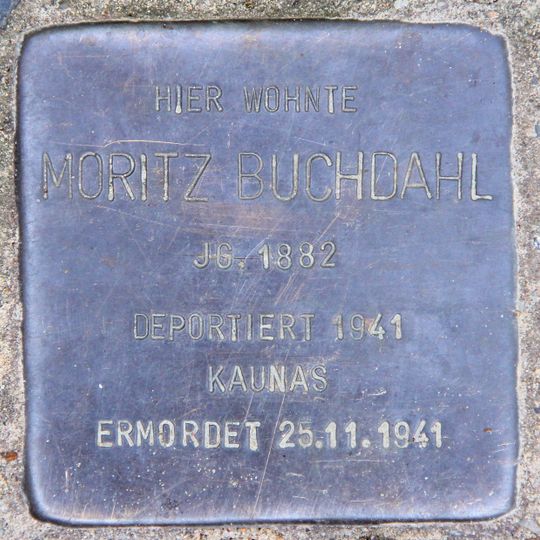 HIER WOHNTE
MORITZ BUCHDAHL
JG. 1882
DEPORTIERT 1941
KAUNAS
ERMORDET 25.11.1941